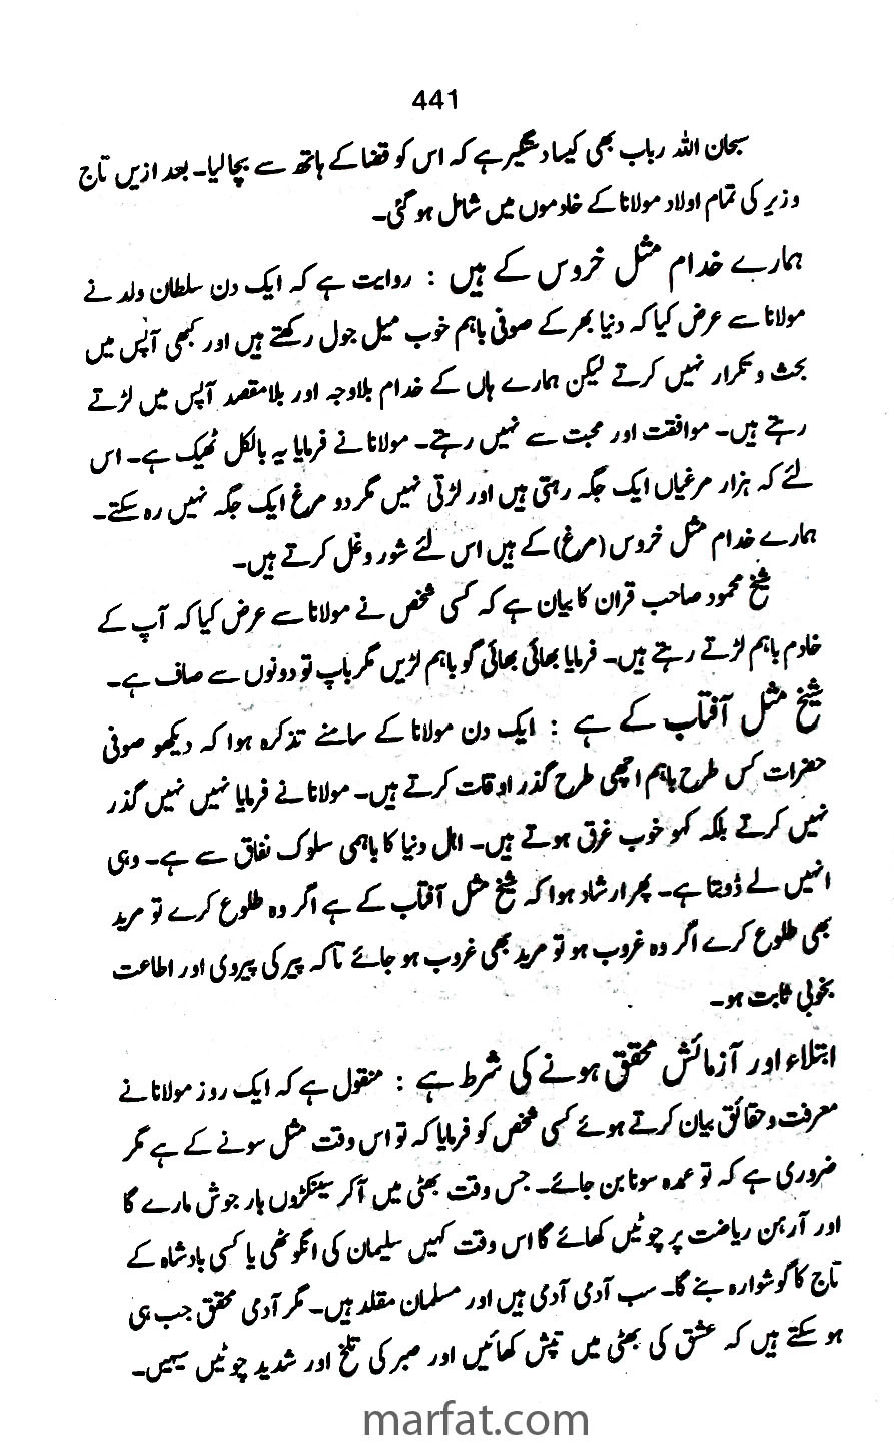 441
سبحان اللہ رباب بھی کیسا دستگیر ہے کہ اس کو قضا کے ہاتھ سے بچا لیا۔ بعد ازیں تاج
وزیر کی تمام اولاد مولانا کے خادموں میں شامل ہو گئی۔
ہمارے خدام مثل خروس کے ہیں : روایت ہے کہ ایک دن سلطان ولد نے
مولانا سے عرض کیا کہ دنیا بھر کے صوفی باہم خوب میل جول رکھتے ہیں اور کبھی آپس میں
بحث و تکرار نہیں کرتے لیکن ہمارے ہاں کے خدام بلاوجہ اور بلامقصد آپس میں لڑتے
رہتے ہیں۔ موافقت اور محبت سے نہیں رہتے۔ مولانا نے فرمایا یہ بالکل ٹھیک ہے۔ اس
لئے کہ ہزار مرغیاں ایک جگہ رہتی ہیں اور لڑتی نہیں مگر دو مرغ ایک جگہ نہیں رہ سکتے۔
ہمارے خدام مثل خروس (مرغ) کے ہیں اس لئے شور و غل کرتے ہیں۔
شیخ محمود صاحب قران کا بیان ہے کہ کسی شخص نے مولانا سے عرض کیا کہ آپ کے
خادم باہم لڑتے رہتے ہیں۔ فرمایا بھائی بھائی گو باہم لڑیں مگر باپ تو دونوں سے صاف ہے۔
شیخ مثل آفتاب کے ہے : ایک دن مولانا کے سامنے تذکرہ ہوا کہ دیکھو صوفی
حضرات کس طرح باہم اچھی طرح گذر اوقات کرتے ہیں۔ مولانا نے فرمایا نہیں نہیں گذر
نہیں کرتے بلکہ کہو خوب غرق ہوتے ہیں۔ اہل دنیا کا باہمی سلوک نفاق سے ہے۔ وہی
انہیں لے ڈوبتا ہے۔ پھر ارشاد ہوا کہ شیخ مثل آفتاب کے ہے اگر وہ طلوع کرے تو مرید
بھی طلوع کرے اگر وہ غروب ہو تو مرید بھی غروب ہو جائے تاکہ پیر کی پیروی اور اطاعت
بخوبی ثابت ہو۔
ابتلاء اور آزمائش محقق ہونے کی شرط ہے : منقول ہے کہ ایک روز مولانا نے
معرفت و حقائق بیان کرتے ہوئے کسی شخص کو فرمایا کہ تو اس وقت مثل سونے کے ہے مگر
ضروری ہے کہ تو عمدہ سونا بن جائے۔ جس وقت بھٹی میں آکر سینکڑوں بار جوش مارے گا
اور آرہن ریاضت پر چوٹیں کھائے گا اس وقت کہیں سلیمان کی انگوٹھی یا کسی بادشاہ کے
تاج کا گوشوارہ بنے گا۔ سب آدمی آدمی ہیں اور مسلمان مقلد ہیں۔ مگر آدمی محقق جب ہی
ہو سکتے ہیں کہ عشق کی بھٹی میں تپش کھائیں اور صبر کی تلخ اور شدید چوٹیں سہیں۔
marfat.com